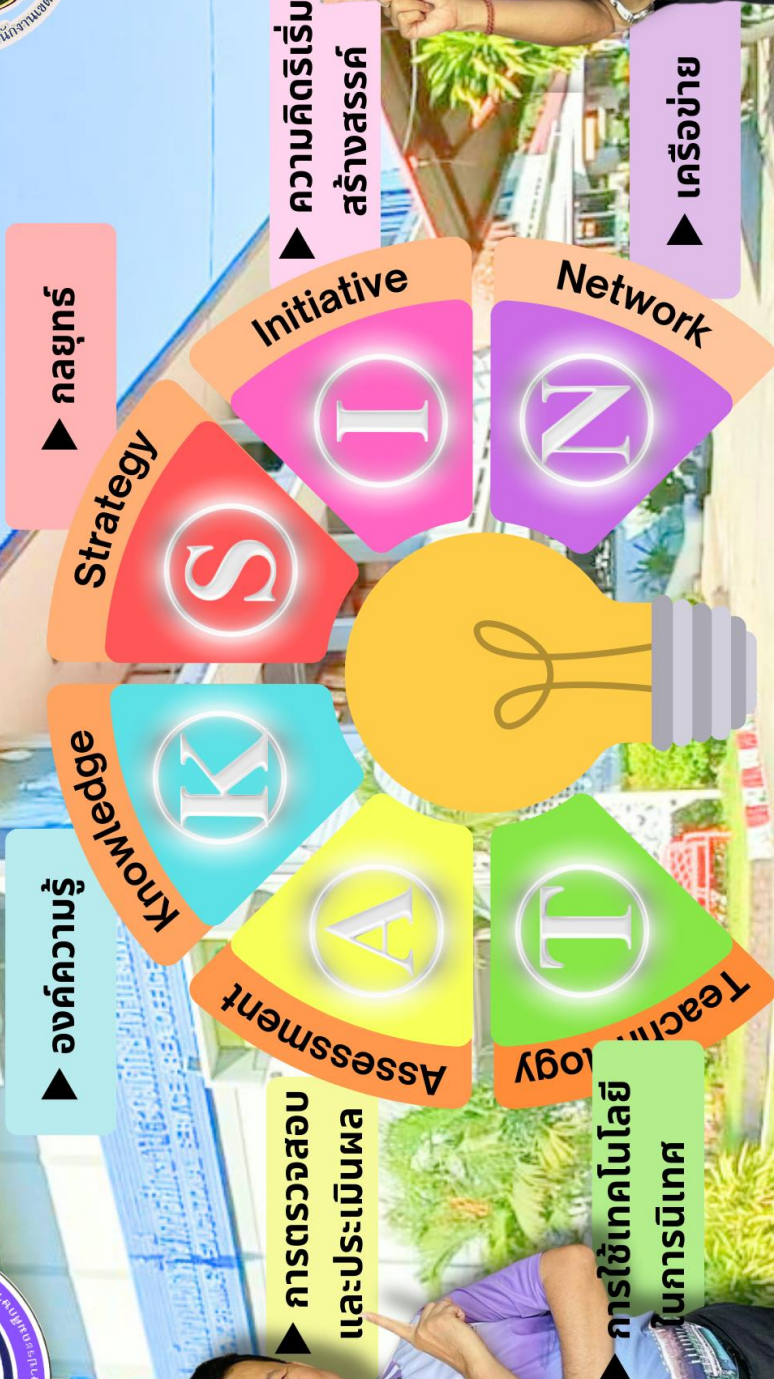 องค์ความรู้
กลยุทธ์
Knowledge
Strategy
K
S
การตรวจสอบ
และประเมินผล
Assessment
A
Initiative
I
ความคิดริเริ่ม
สร้างสรรค์
การใช้เทคโนโลยี
ในการนิเทศ
T
Network
N
เครือข่าย